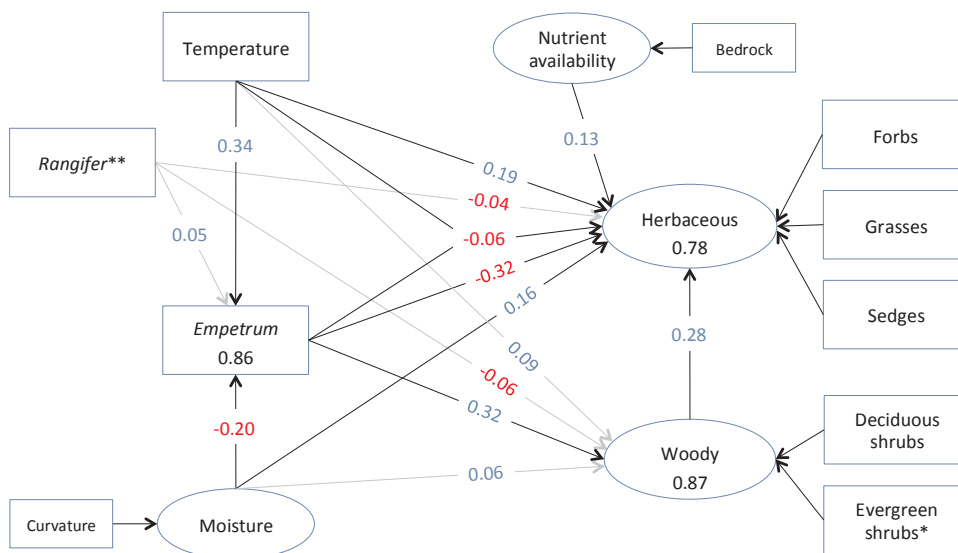 Temperature
Nutrient
availability
Bedrock
Rangifer**
0.34
0.13
Forbs
0.19
-0.04
0.05
-0.06
Herbaceous
0.78
Grasses
-0.32
0.16
Empetrum
0.86
Sedges
0.28
0.09
-0.06
0.32
-0.20
Deciduous
shrubs
Woody
0.87
0.06
Curvature
Moisture
Evergreen
shrubs*